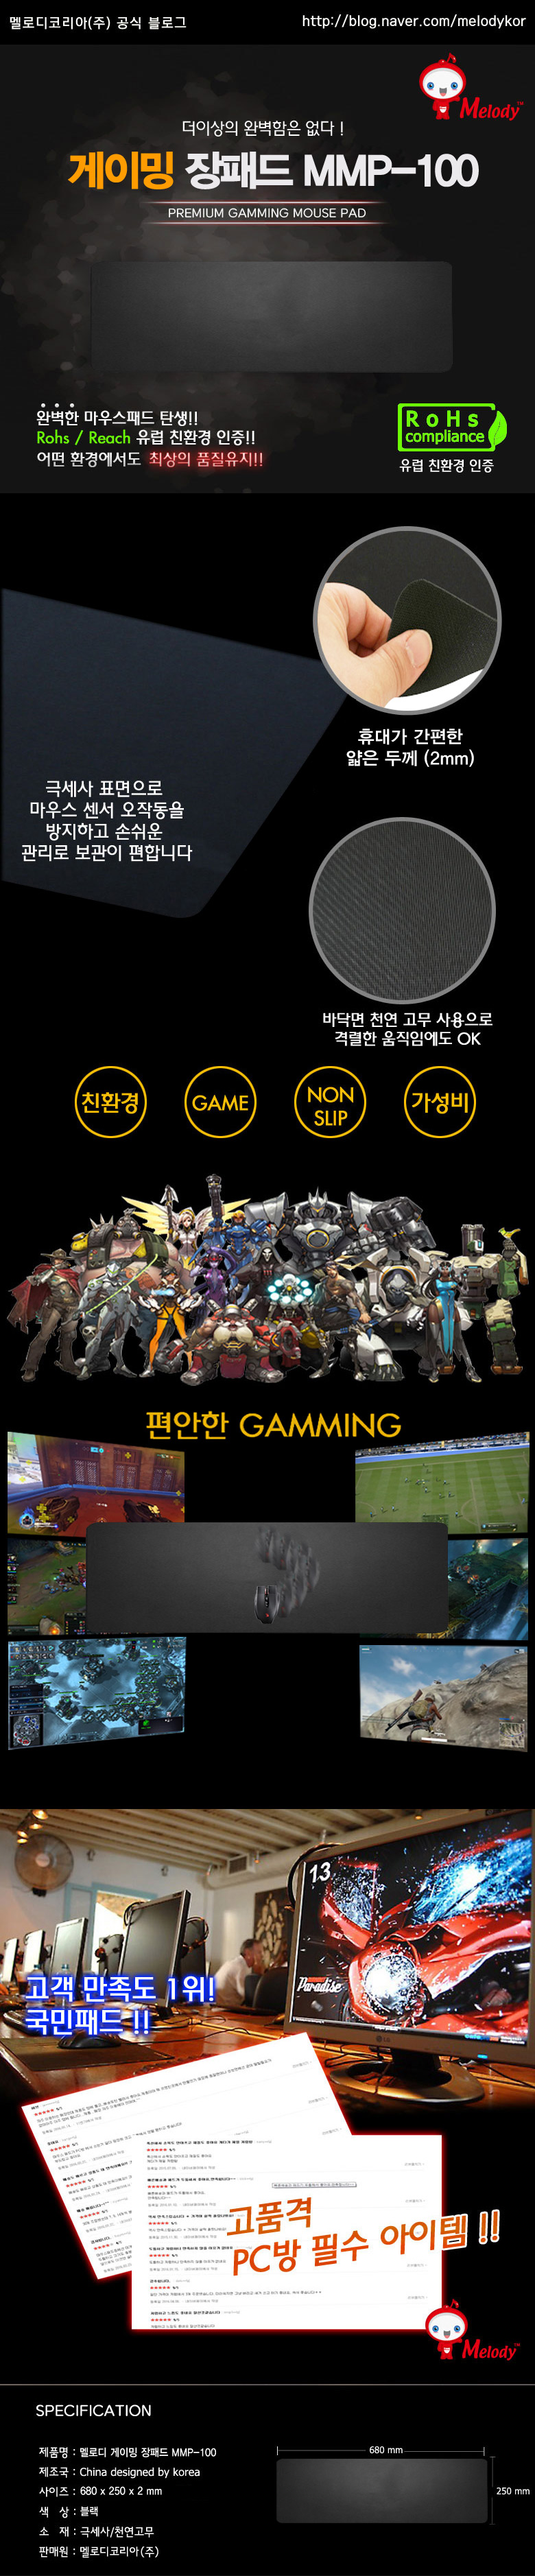 멜로디코리아(주) 공식 블로그
http://blog.naver.com/melodykor
Melody™
더이상의 완벽함은 없다 !
게이밍 장패드 MMP-100
PREMIUM GAMMING MOUSE PAD
완벽한 마우스패드 탄생!!
Rohs / Reach 유럽 친환경 인증!!
어떤 환경에서도 최상의 품질유지!!
RoHs
compliance
유럽 친환경 인증
휴대가 간편한
얇은 두께 (2mm)
극세사 표면으로
마우스 센서 오작동을
방지하고 손쉬운
관리로 보관이 편합니다
바닥면 천연 고무 사용으로
격렬한 움직임에도 OK
친환경
GAME
NON
SLIP
가성비
편안한 GAMMING
13
Paradise
고객 만족도 1위!
국민패드 !!
고품격
PC방 필수 아이템 !!
Melody™
SPECIFICATION
제품명 : 멜로디 게이밍 장패드 MMP-100
제조국 : China designed by korea
사이즈 : 680 x 250 x 2 mm
색 상 : 블랙
소 재 : 극세사/천연고무
판매원 : 멜로디코리아(주)
680 mm
250 mm